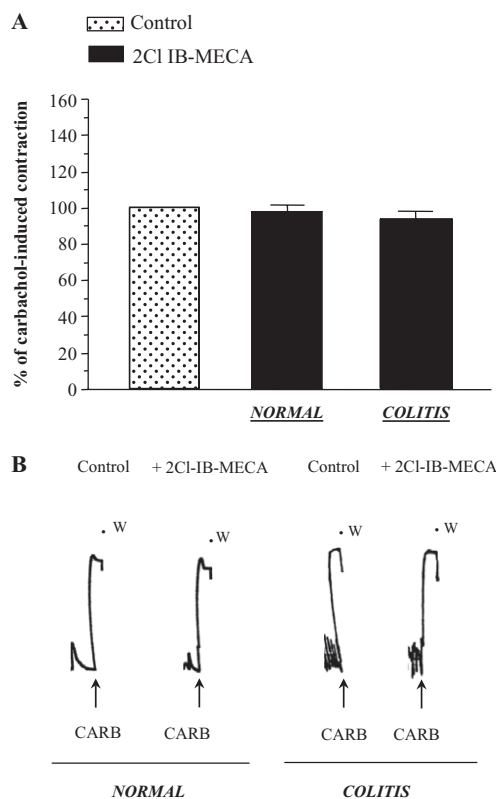 A
Control
2Cl IB-MECA
% of carbachol-induced contraction
160
140
120
100
80
60
40
20
0
NORMAL COLITIS
B
Control + 2Cl-IB-MECA Control + 2Cl-IB-MECA
W W W W
CARB CARB CARB CARB
NORMAL COLITIS